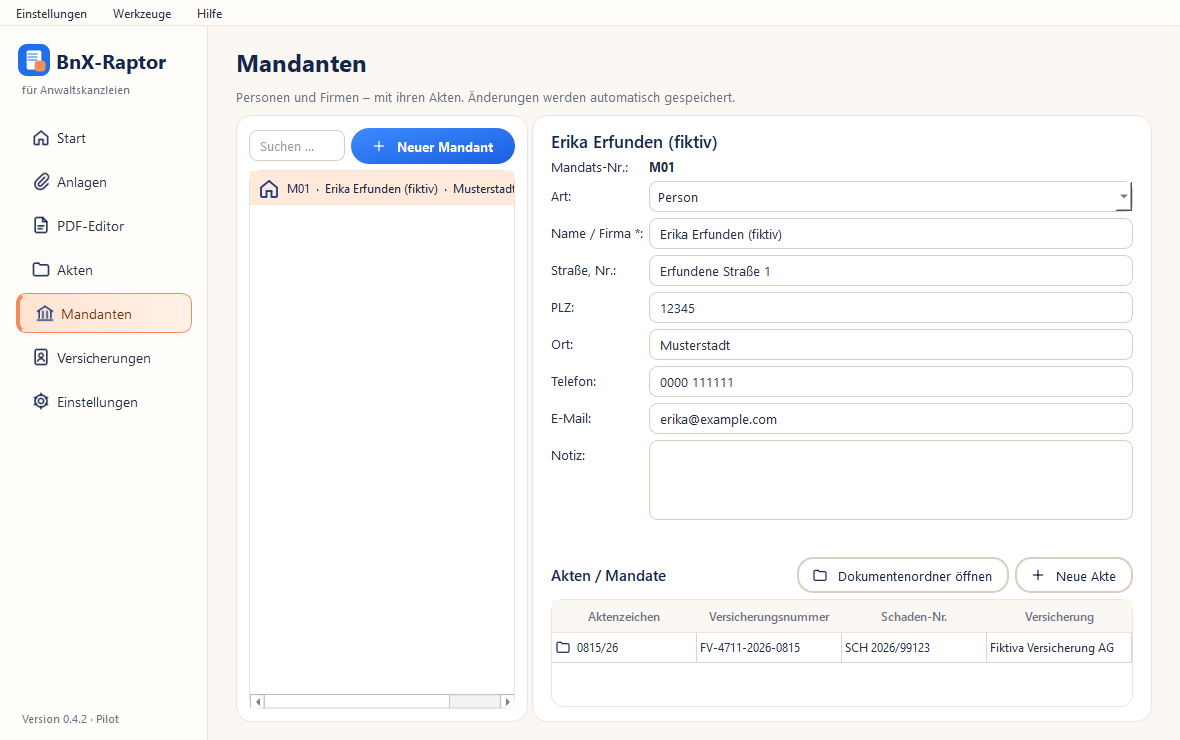 Einstellungen Werkzeuge Hilfe
BnX-Raptor
für Anwaltskanzleien
Start
Anlagen
PDF-Editor
Akten
Mandanten
Versicherungen
Einstellungen
Version 0.4.2 · Pilot
Mandanten
Personen und Firmen – mit ihren Akten. Änderungen werden automatisch gespeichert.
Suchen ... + Neuer Mandant
M01 · Erika Erfunden (fiktiv) · Musterstadt
Erika Erfunden (fiktiv)
Mandats-Nr.: M01
Art: Person
Name / Firma *: Erika Erfunden (fiktiv)
Straße, Nr.: Erfundene Straße 1
PLZ: 12345
Ort: Musterstadt
Telefon: 0000 111111
E-Mail: erika@example.com
Notiz:
Akten / Mandate Dokumentenordner öffnen + Neue Akte
Aktenzeichen Versicherungsnummer Schaden-Nr. Versicherung
0815/26 FV-4711-2026-0815 SCH 2026/99123 Fiktiva Versicherung AG